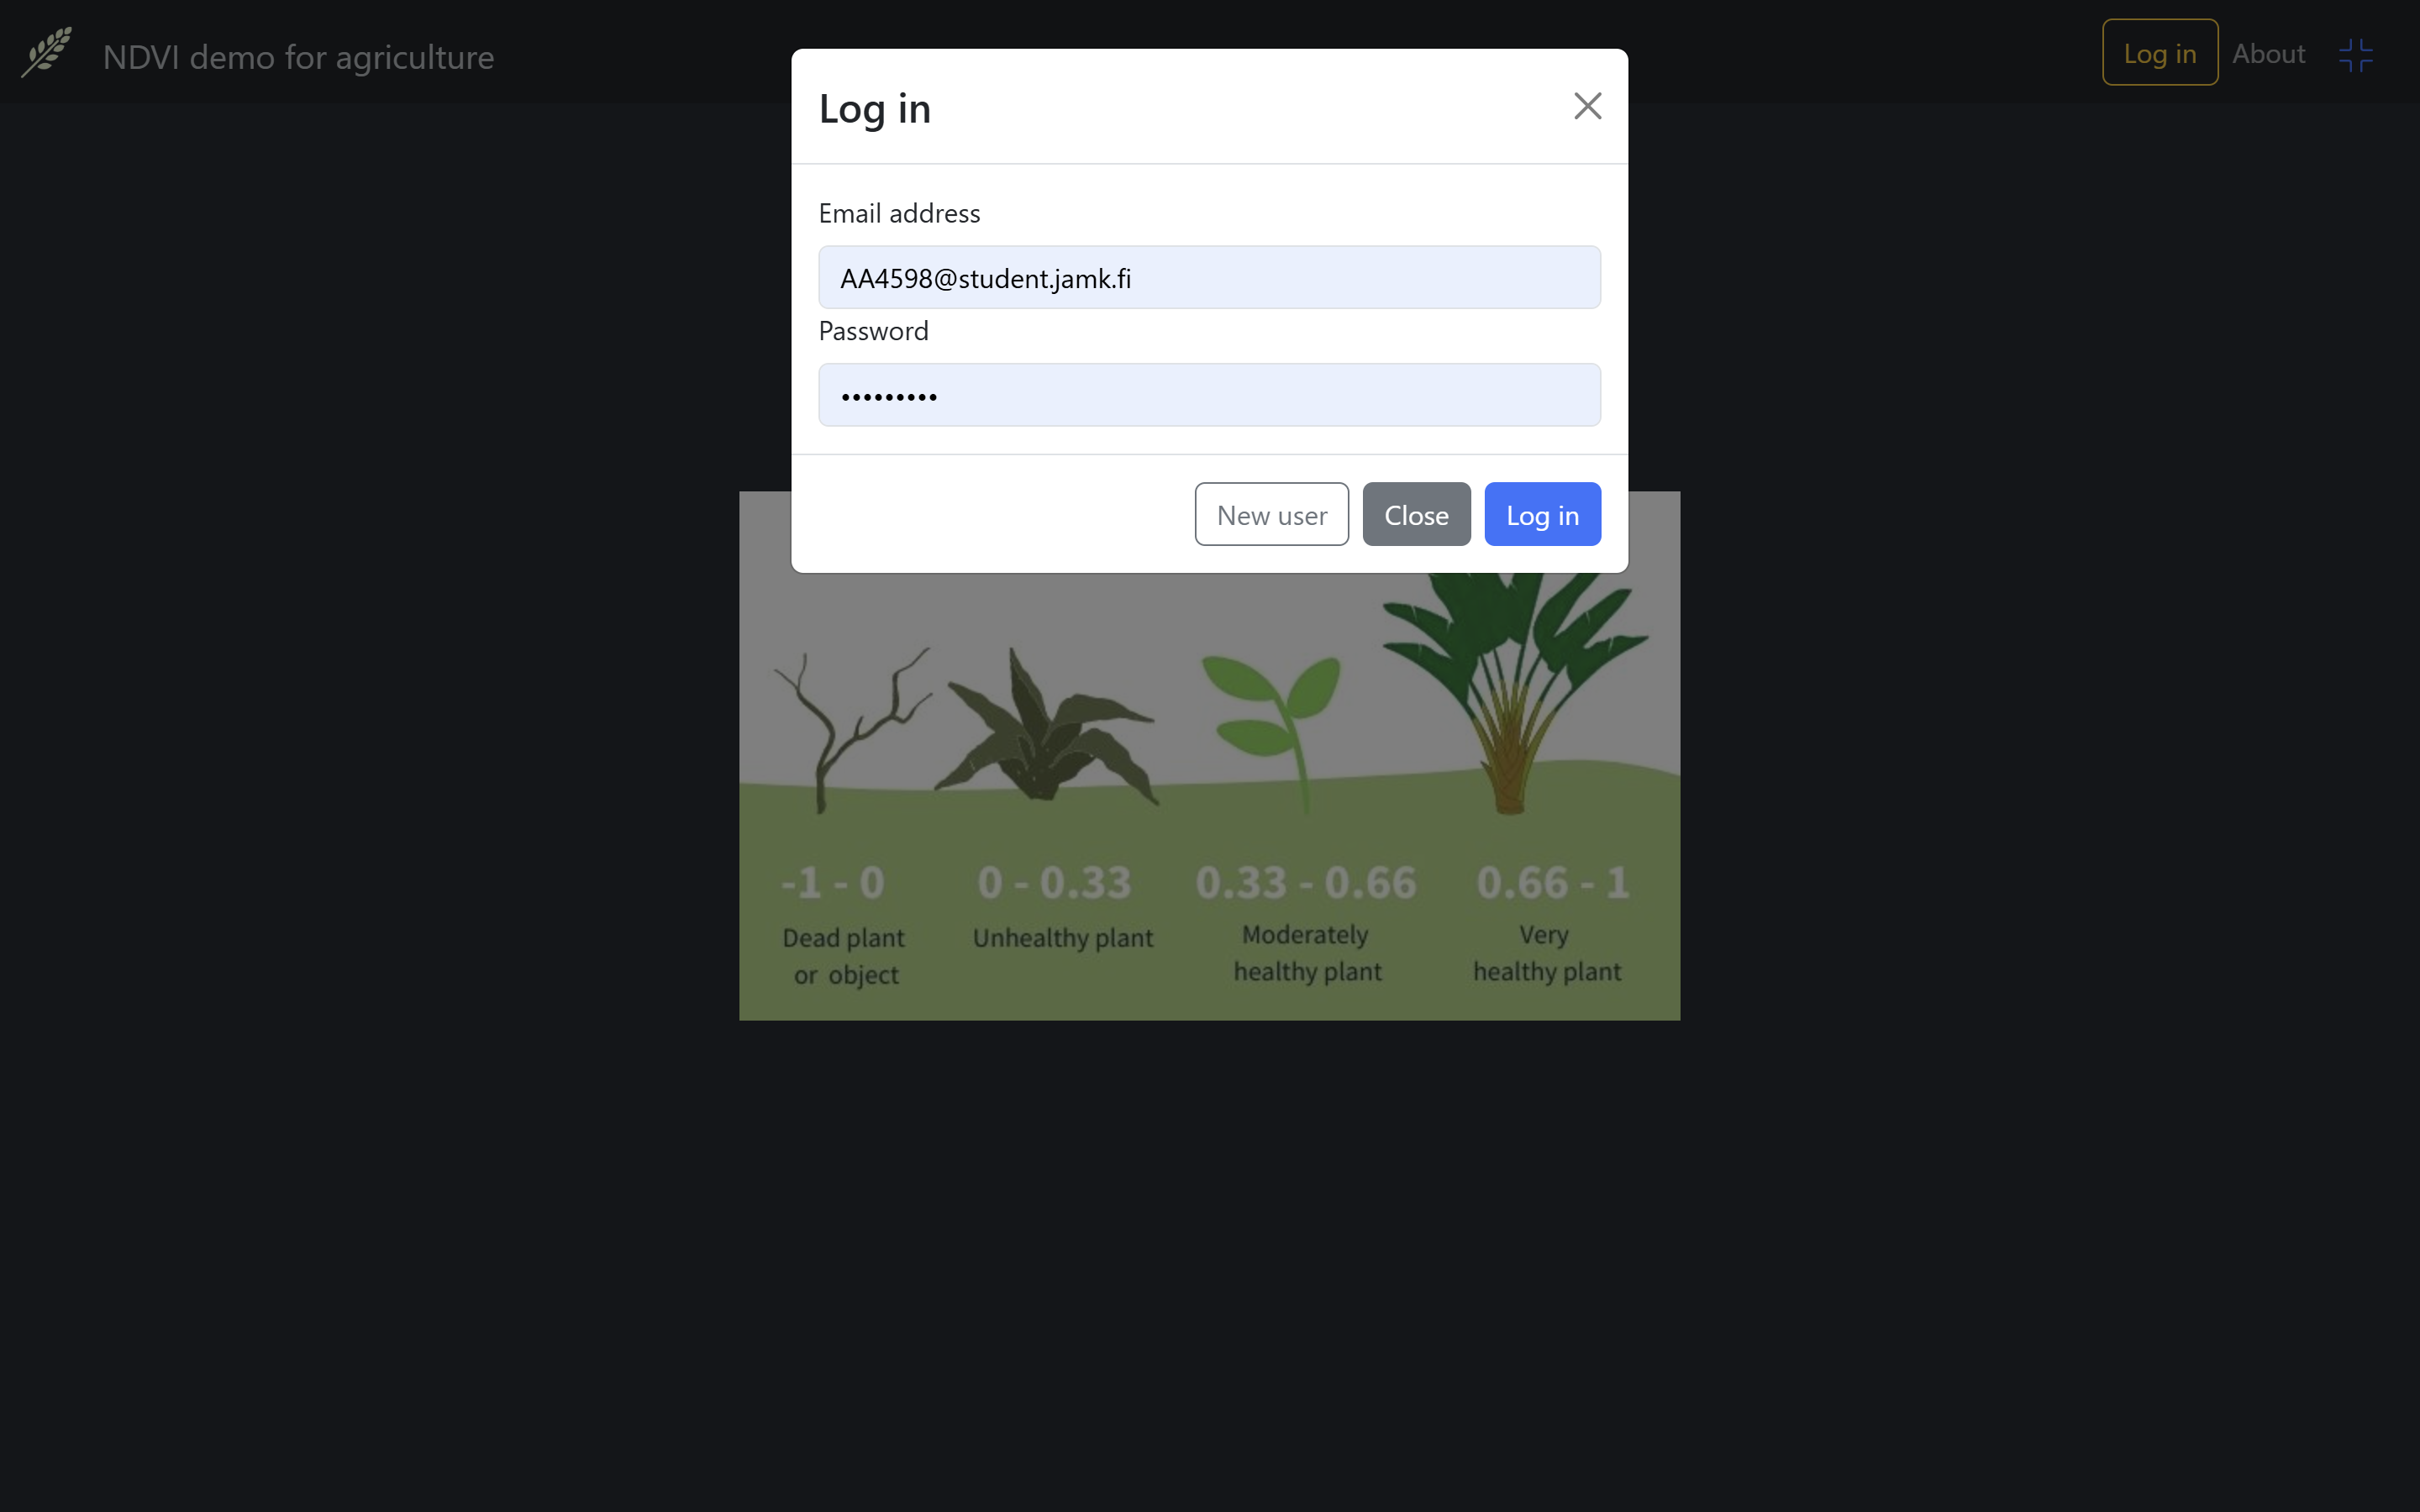 NDVI demo for agriculture
Log in
About
Log in
Email address
AA4598@student.jamk.fi
Password
•••••••••
New user
Close
Log in
-1 - 0
0 - 0.33
0.33 - 0.66
0.66 - 1
Dead plant
or object
Unhealthy plant
Moderately
healthy plant
Very
healthy plant